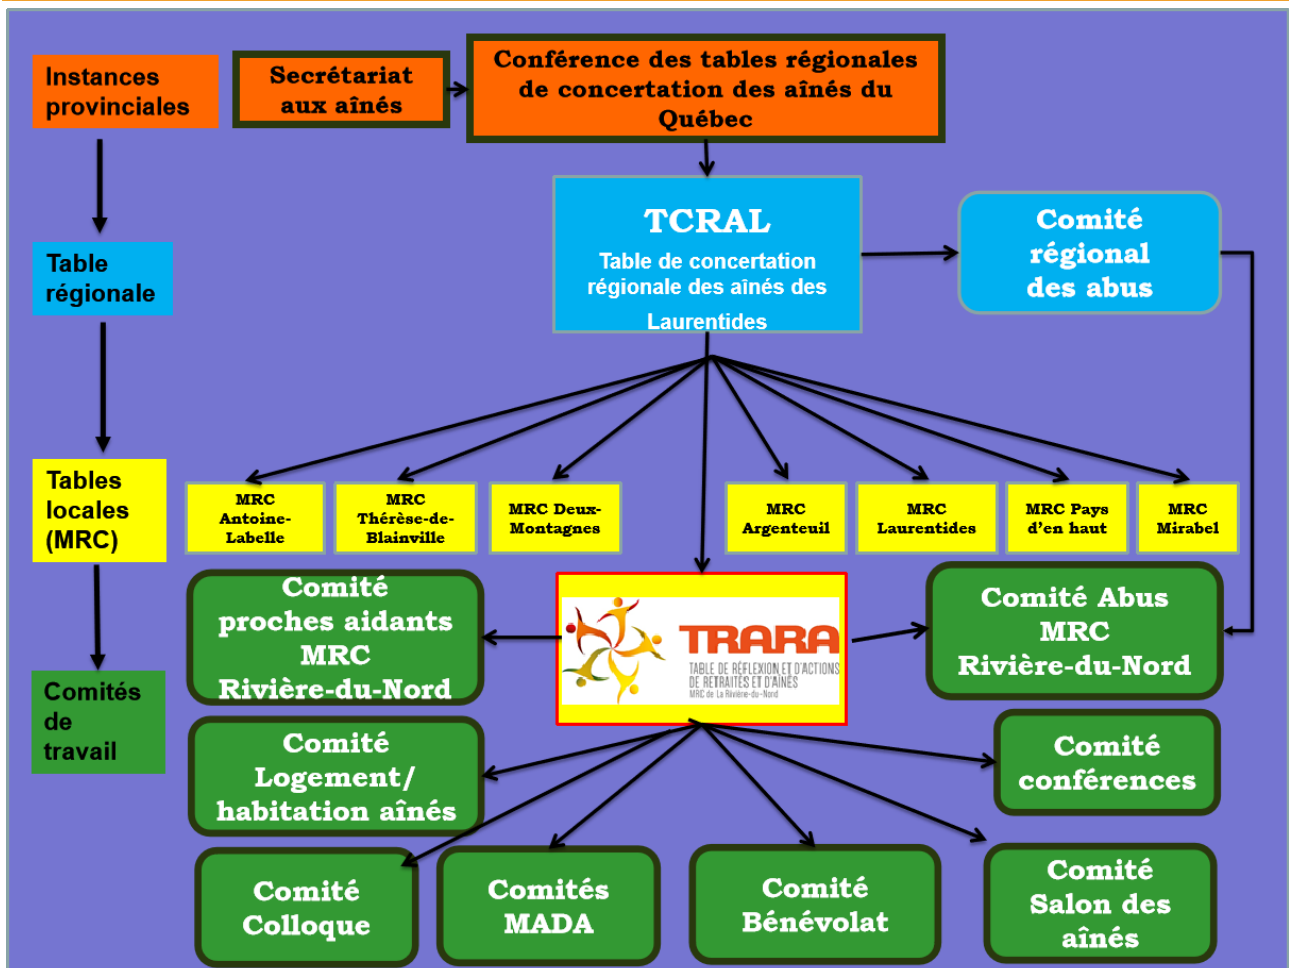 Instances
provinciales
Secrétariat
aux aînés
Conférence des tables régionales
de concertation des aînés du
Québec
TCRAL
Table de concertation
régionale des aînés des
Laurentides
Comité
régional
des abus
Table
régionale
Tables
locales
(MRC)
MRC
Antoine-
Labelle
MRC
Thérèse-de-
Blainville
MRC Deux-
Montagnes
MRC
Argenteuil
MRC
Laurentides
MRC Pays
d'en haut
MRC
Mirabel
Comité
proches aidants
MRC
Rivière-du-Nord
TRARA
TABLE DE RÉFLEXION ET D'ACTIONS
DE RETRAITÉS ET D'AÎNÉS
MRC de La Rivière-du-Nord
Comité Abus
MRC
Rivière-du-Nord
Comités
de
travail
Comité
Logement/
habitation aînés
Comité
conférences
Comité
Colloque
Comités
MADA
Comité
Bénévolat
Comité
Salon des
aînés